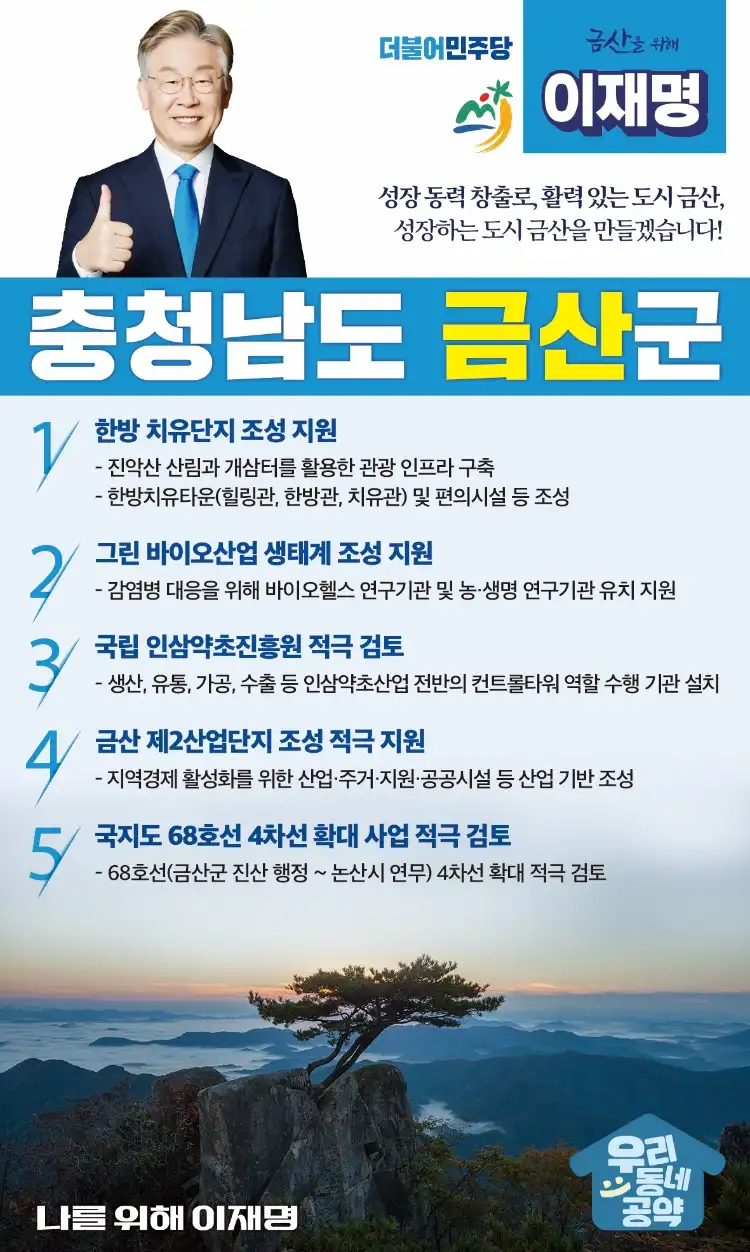 더불어민주당
금산을 위해
이재명
성장 동력 창출로, 활력 있는 도시 금산,
성장하는 도시 금산을 만들겠습니다!
충청남도 금산군
1 한방 치유단지 조성 지원
- 진악산 산림과 개삼터를 활용한 관광 인프라 구축
- 한방치유타운(힐링관, 한방관, 치유관) 및 편의시설 등 조성
2 그린 바이오산업 생태계 조성 지원
- 감염병 대응을 위해 바이오헬스 연구기관 및 농·생명 연구기관 유치 지원
3 국립 인삼약초진흥원 적극 검토
- 생산, 유통, 가공, 수출 등 인삼약초산업 전반의 컨트롤타워 역할 수행 기관 설치
4 금산 제2산업단지 조성 적극 지원
- 지역경제 활성화를 위한 산업·주거·지원·공공시설 등 산업 기반 조성
5 국지도 68호선 4차선 확대 사업 적극 검토
- 68호선(금산군 진산 행정 ~ 논산시 연무) 4차선 확대 적극 검토
우리
동네
공약
나를 위해 이재명